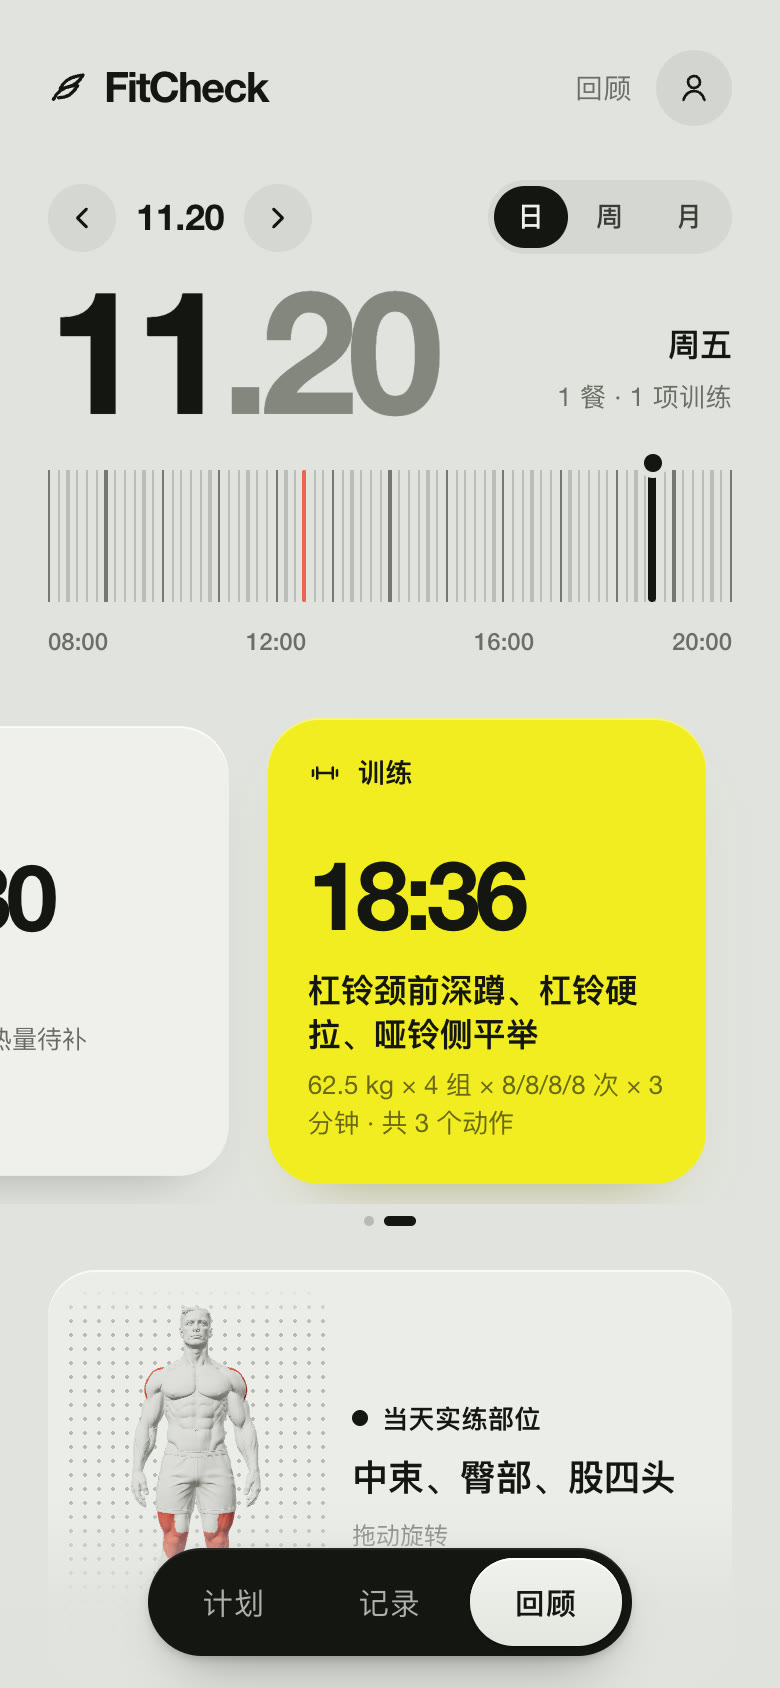 FitCheck
回顾
11.20
日 周 月
11.20
周五
1 餐 · 1 项训练
08:00 12:00 16:00 20:00
训练
18:36
杠铃颈前深蹲、杠铃硬
拉、哑铃侧平举
62.5 kg × 4 组 × 8/8/8/8 次 × 3
分钟 · 共 3 个动作
30
热量待补
当天实练部位
中束、臀部、股四头
拖动旋转
计划 记录 回顾